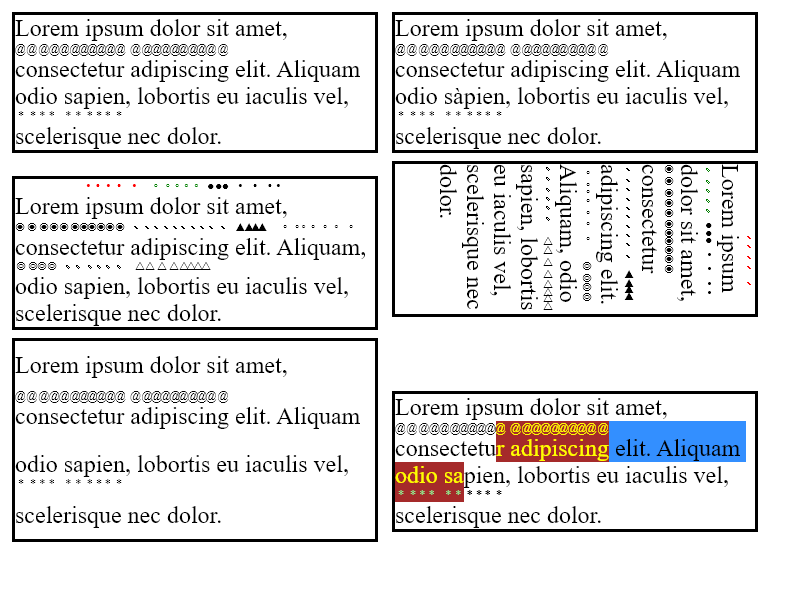 Lorem ipsum dolor sit amet,
@@@@@@@@@@@ @@@@@@@@@@
consectetur adipiscing elit. Aliquam
odio sapien, lobortis eu iaculis vel,
* * * * * * * * * *
scelerisque nec dolor.
Lorem ipsum dolor sit amet,
@@@@@@@@@@@ @@@@@@@@@@
consectetur adipiscing elit. Aliquam
odio sàpien, lobortis eu iaculis vel,
* * * * * * * * * *
scelerisque nec dolor.
Lorem ipsum dolor sit amet,
consectetur adipiscing elit. Aliquam,
odio sapien, lobortis eu iaculis vel,
scelerisque nec dolor.
Lorem ipsum
dolor sit amet,
consectetur
adipiscing elit.
Aliquam, odio
sapien, lobortis
eu iaculis vel,
scelerisque nec
dolor.
Lorem ipsum dolor sit amet,
@@@@@@@@@@@ @@@@@@@@@@
consectetur adipiscing elit. Aliquam
odio sapien, lobortis eu iaculis vel,
* * * * * * * * * *
scelerisque nec dolor.
Lorem ipsum dolor sit amet,
@@@@@@@@@@@ @@@@@@@@@@
consectetur adipiscing elit. Aliquam
odio sapien, lobortis eu iaculis vel,
* * * * * * * * * *
scelerisque nec dolor.